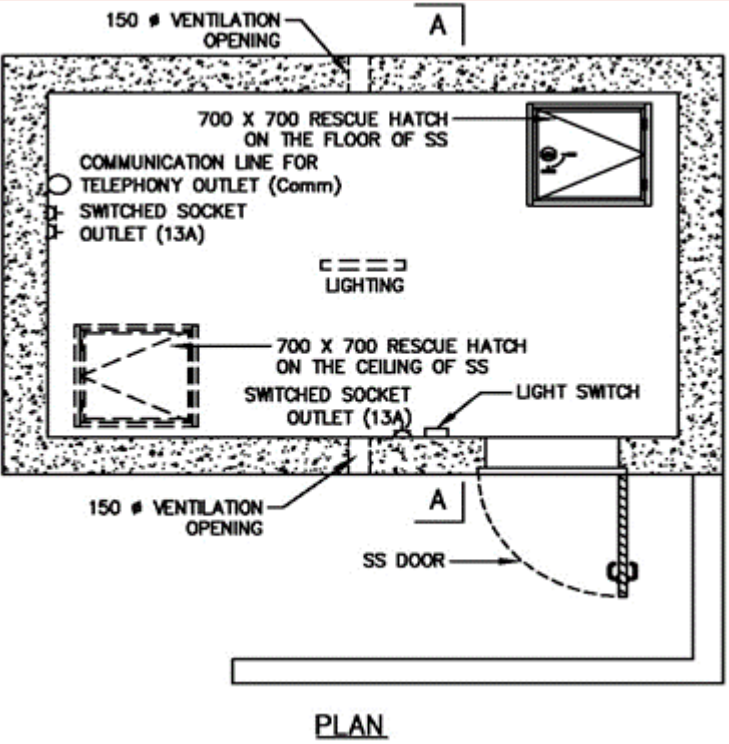 150 ø VENTILATION
OPENING
A
700 X 700 RESCUE HATCH
ON THE FLOOR OF SS
COMMUNICATION LINE FOR
TELEPHONY OUTLET (Comm)
SWITCHED SOCKET
OUTLET (13A)
LIGHTING
700 X 700 RESCUE HATCH
ON THE CEILING OF SS
SWITCHED SOCKET
OUTLET (13A)
LIGHT SWITCH
150 ø VENTILATION
OPENING
A
SS DOOR
PLAN